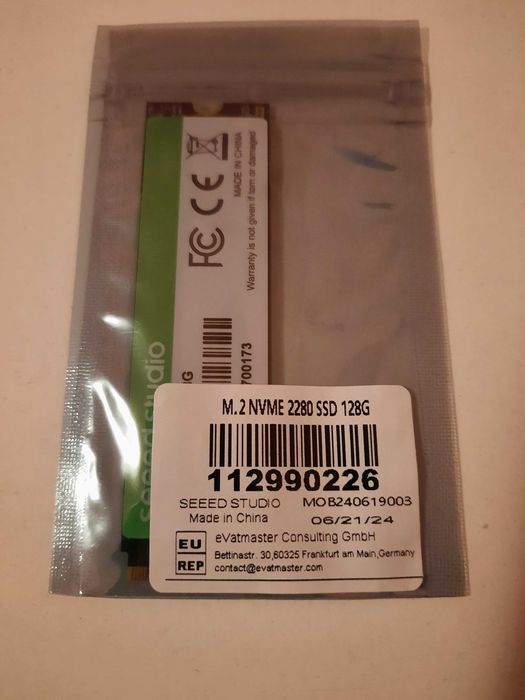 FC CE
MADE IN CHINA
Warranty is not given if torn or damaged
seeed studio
700173
M.2 NVME 2280 SSD 128G
112990226
SEEED STUDIO MOB240619003
Made in China 06/21/24
EU REP
eVatmaster Consulting GmbH
Bettinastr. 30,60325 Frankfurt am Main,Germany
contact@evatmaster.com